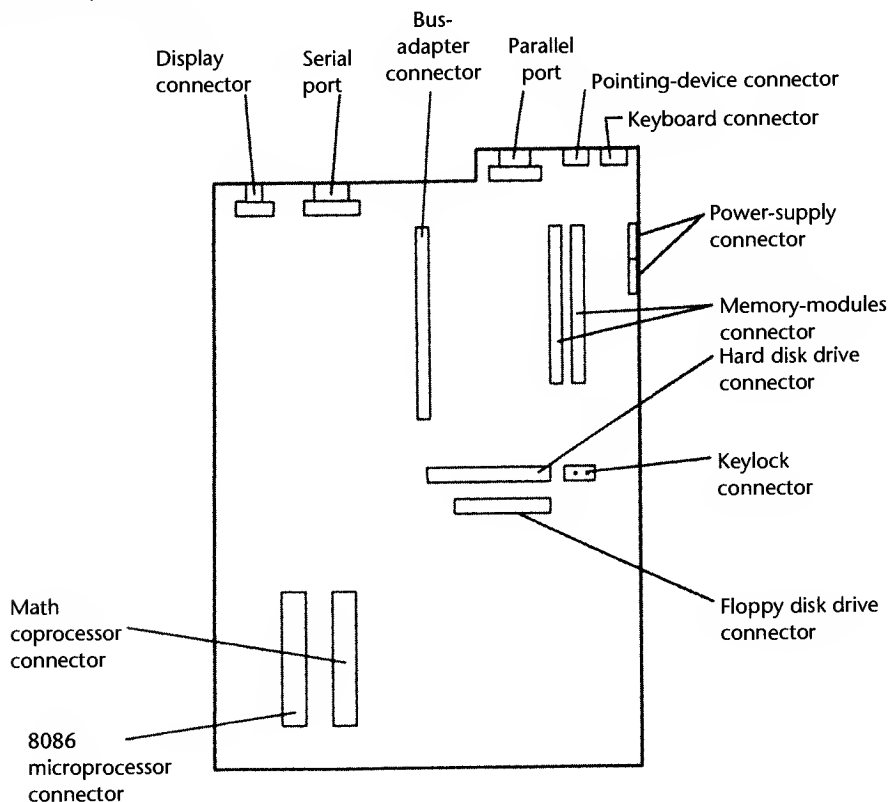 Display
connector
Serial
port
Bus-
adapter
connector
Parallel
port
Pointing-device connector
Keyboard connector
Power-supply
connector
Memory-modules
connector
Hard disk drive
connector
Keylock
connector
Floppy disk drive
connector
Math
coprocessor
connector
8086
microprocessor
connector